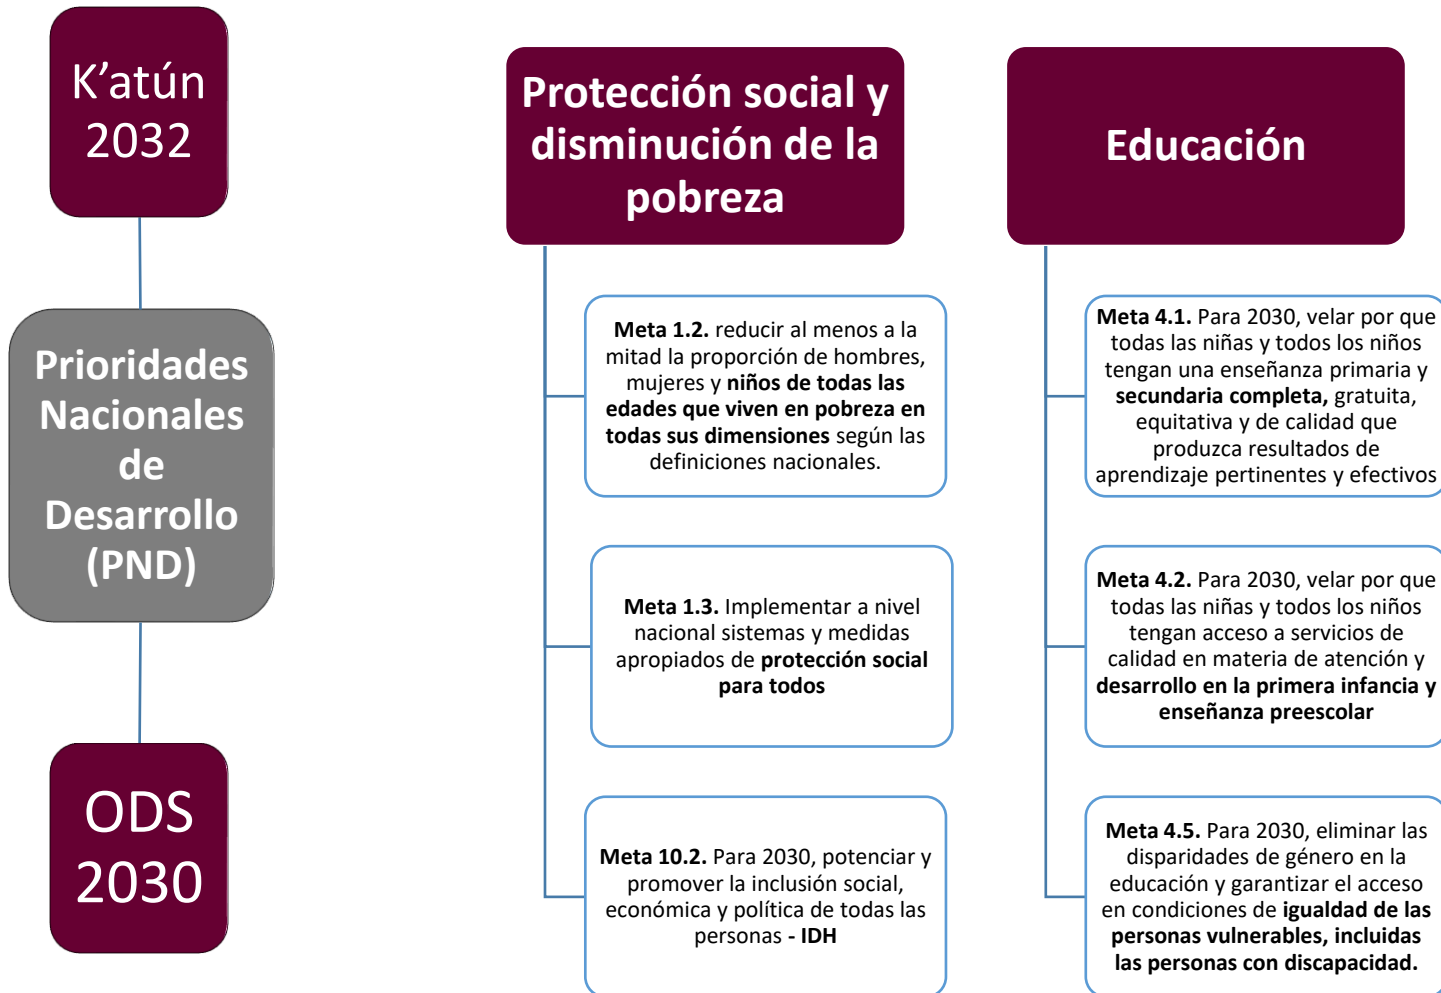 K’atún
2032
Prioridades
Nacionales
de
Desarrollo
(PND)
ODS
2030
Protección social y
disminución de la
pobreza
Meta 1.2. reducir al menos a la
mitad la proporción de hombres,
mujeres y niños de todas las
edades que viven en pobreza en
todas sus dimensiones según las
definiciones nacionales.
Meta 1.3. Implementar a nivel
nacional sistemas y medidas
apropiados de protección social
para todos
Meta 10.2. Para 2030, potenciar y
promover la inclusión social,
económica y política de todas las
personas - IDH
Educación
Meta 4.1. Para 2030, velar por que
todas las niñas y todos los niños
tengan una enseñanza primaria y
secundaria completa, gratuita,
equitativa y de calidad que
produzca resultados de
aprendizaje pertinentes y efectivos
Meta 4.2. Para 2030, velar por que
todas las niñas y todos los niños
tengan acceso a servicios de
calidad en materia de atención y
desarrollo en la primera infancia y
enseñanza preescolar
Meta 4.5. Para 2030, eliminar las
disparidades de género en la
educación y garantizar el acceso
en condiciones de igualdad de las
personas vulnerables, incluidas
las personas con discapacidad.